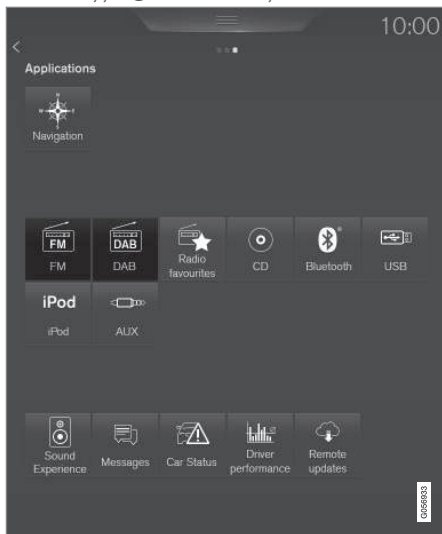 10:00
Applications
Navigation
FM
DAB
FM
DAB
Radio
favourites
CD
Bluetooth
USB
iPod
iPod
AUX
Sound
Experience
Messages
Car Status
Driver
performance
Remote
updates
G056933